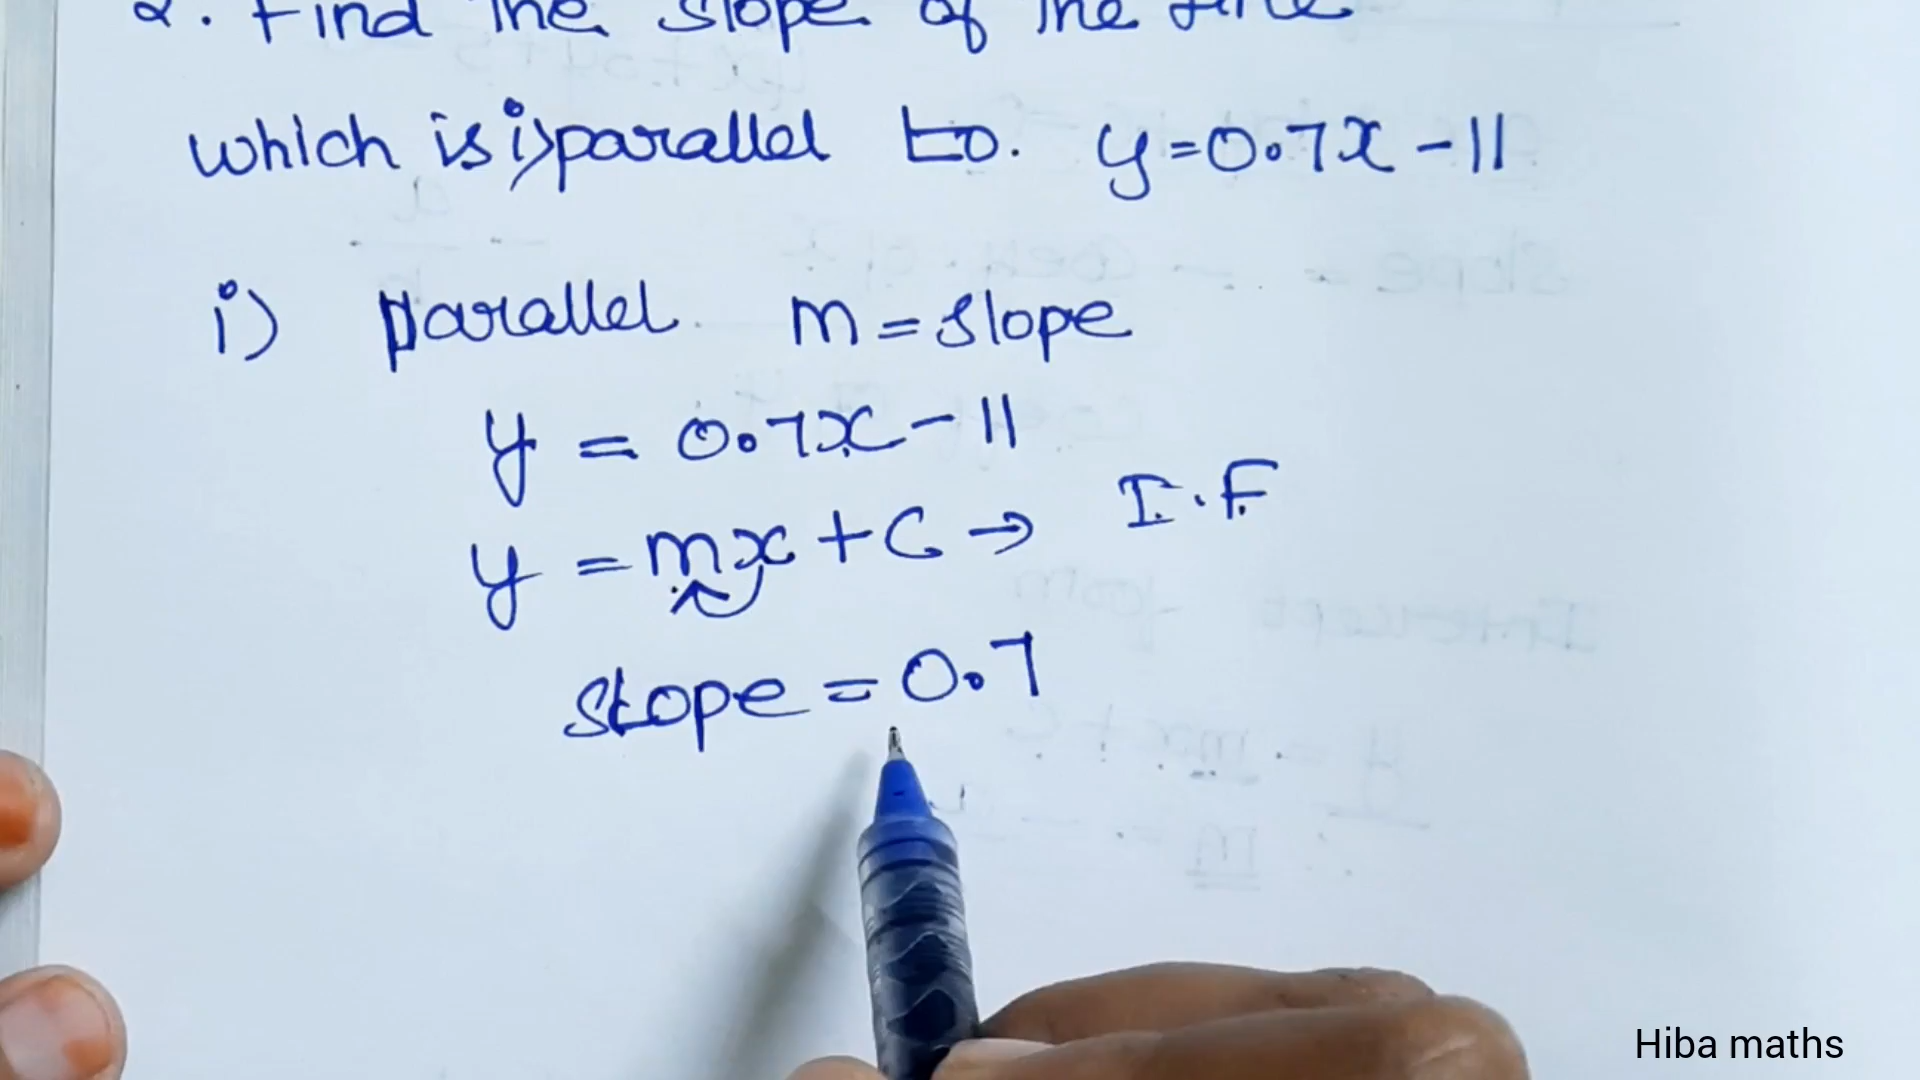 2. Find the slope of the line
which is i) parallel to. y=0.7x-11
i) parallel m=slope
y = 0.7x-11
y = mx+c→ I.F
slope=0.7
Hiba maths